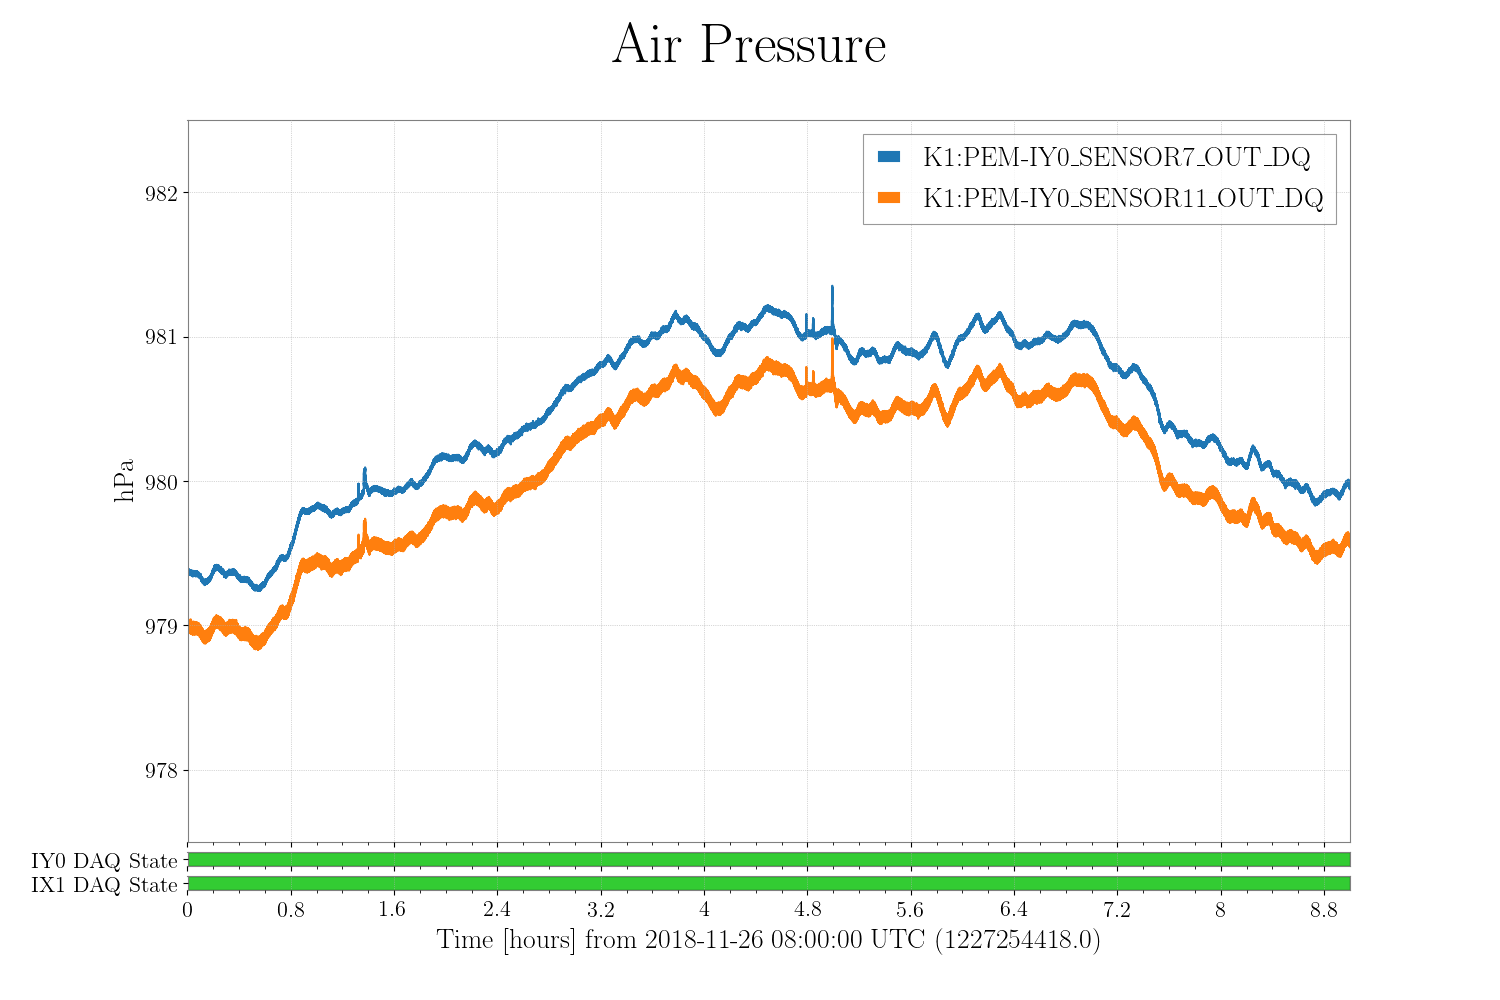 Air Pressure
K1:PEM-IY0_SENSOR7_OUT_DQ
K1:PEM-IY0_SENSOR11_OUT_DQ
982
981
980
979
978
hPa
IY0 DAQ State
IX1 DAQ State
0 0.8 1.6 2.4 3.2 4 4.8 5.6 6.4 7.2 8 8.8
Time [hours] from 2018-11-26 08:00:00 UTC (1227254418.0)